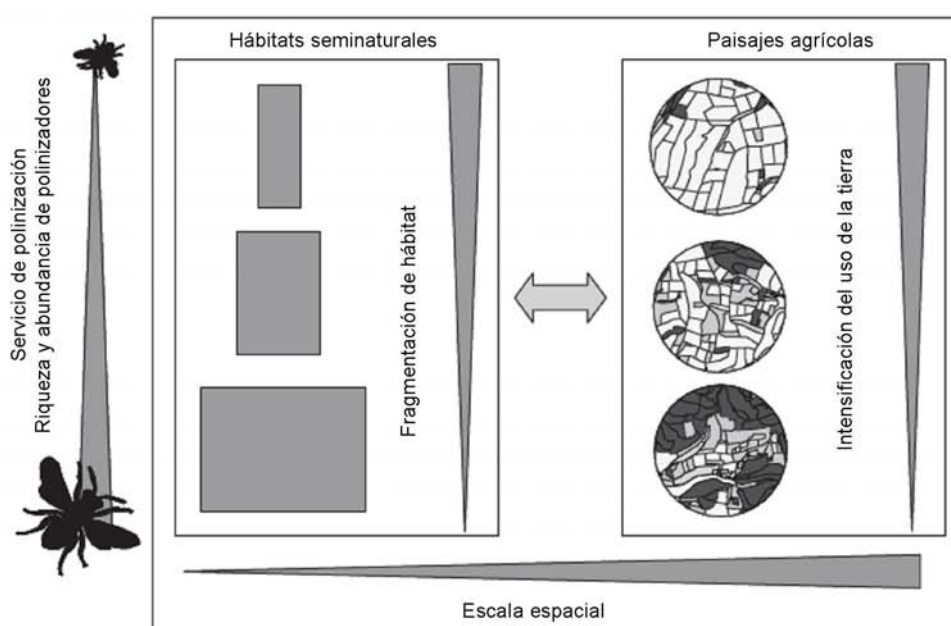 Hábitats seminaturales
Paisajes agrícolas
Servicio de polinización
Riqueza y abundancia de polinizadores
Fragmentación de hábitat
Intensificación del uso de la tierra
Escala espacial